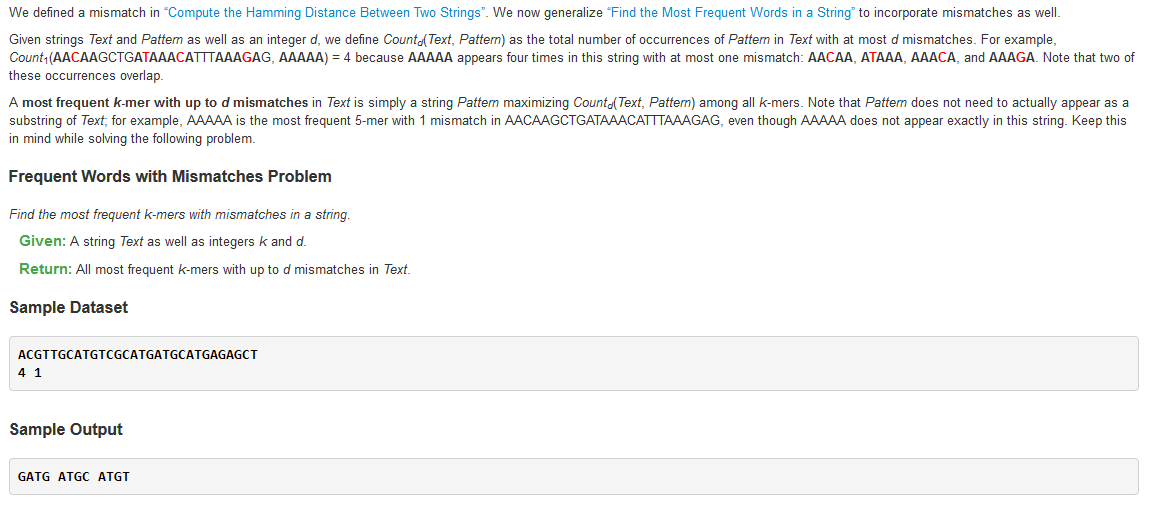 We defined a mismatch in “Compute the Hamming Distance Between Two Strings”. We now generalize “Find the Most Frequent Words in a String” to incorporate mismatches as well.
Given strings Text and Pattern as well as an integer d, we define Countd(Text, Pattern) as the total number of occurrences of Pattern in Text with at most d mismatches. For example,
Count1(AACAAGCTGATAAACATTTAAAGAG, AAAAA) = 4 because AAAAA appears four times in this string with at most one mismatch: AACAA, ATAAA, AAACA, and AAAGA. Note that two of
these occurrences overlap.
A most frequent k-mer with up to d mismatches in Text is simply a string Pattern maximizing Countd(Text, Pattern) among all k-mers. Note that Pattern does not need to actually appear as a
substring of Text; for example, AAAAA is the most frequent 5-mer with 1 mismatch in AACAAGCTGATAAACATTTAAAGAG, even though AAAAA does not appear exactly in this string. Keep this
in mind while solving the following problem.
Frequent Words with Mismatches Problem
Find the most frequent k-mers with mismatches in a string.
Given: A string Text as well as integers k and d.
Return: All most frequent k-mers with up to d mismatches in Text.
Sample Dataset
ACGTTGCATGTCGCATGATGCATGAGAGCT
4 1
Sample Output
GATG ATGC ATGT